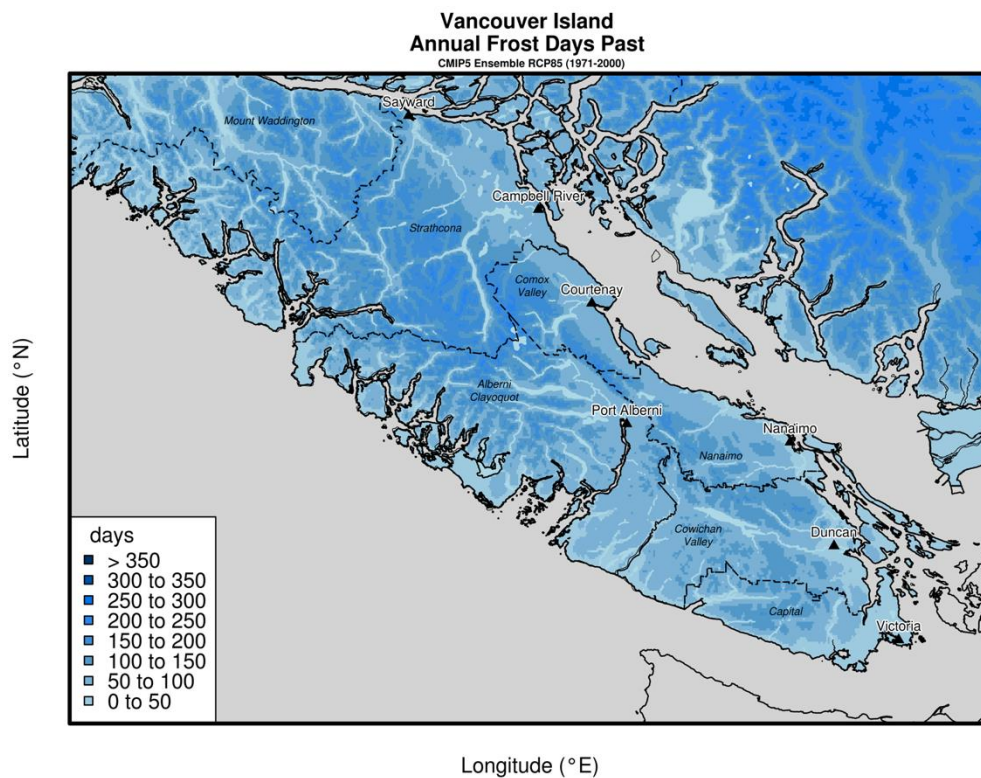 Vancouver Island
Annual Frost Days Past
CMIP5 Ensemble RCP85 (1971-2000)
Sayward
Mount Waddington
Campbell River
Strathcona
Comox
Valley
Courtenay
Alberni
Clayoquot
Port Alberni
Nanaimo
Nanaimo
Cowichan
Valley
Duncan
Capital
Victoria
Latitude (°N)
days
> 350
300 to 350
250 to 300
200 to 250
150 to 200
100 to 150
50 to 100
0 to 50
Longitude (°E)